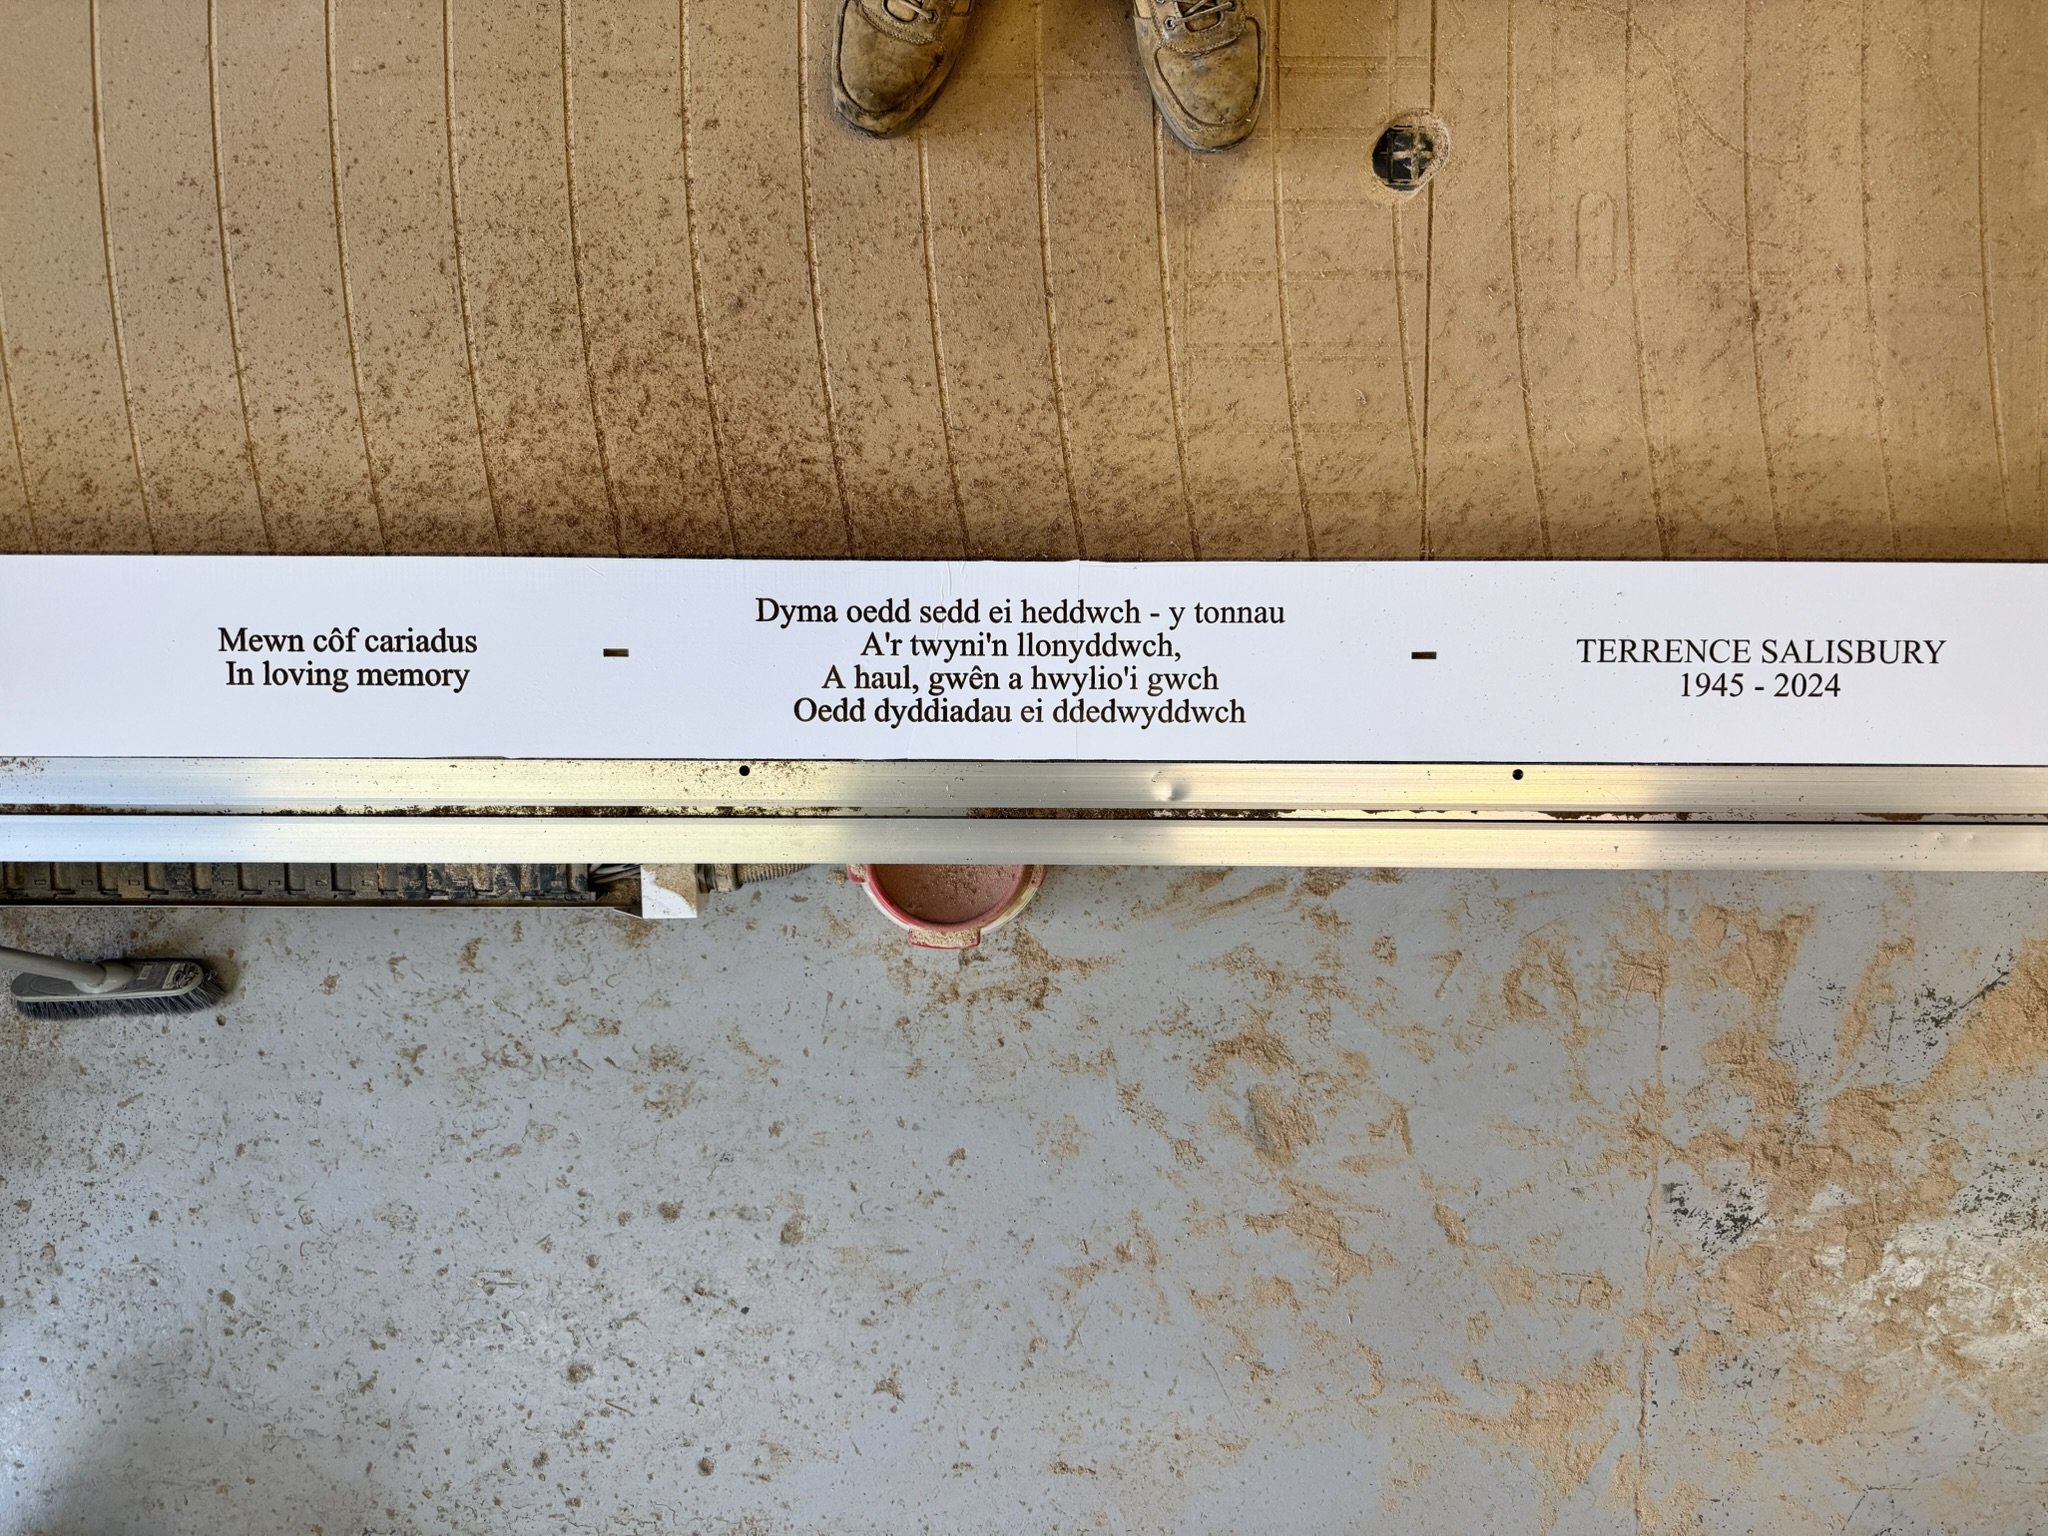 Mewn côf cariadus
In loving memory
-
Dyma oedd sedd ei heddwch - y tonnau
A'r twyni'n llonyddwch,
A haul, gwên a hwylio'i gwch
Oedd dyddiadau ei ddedwyddwch
-
TERRENCE SALISBURY
1945 - 2024